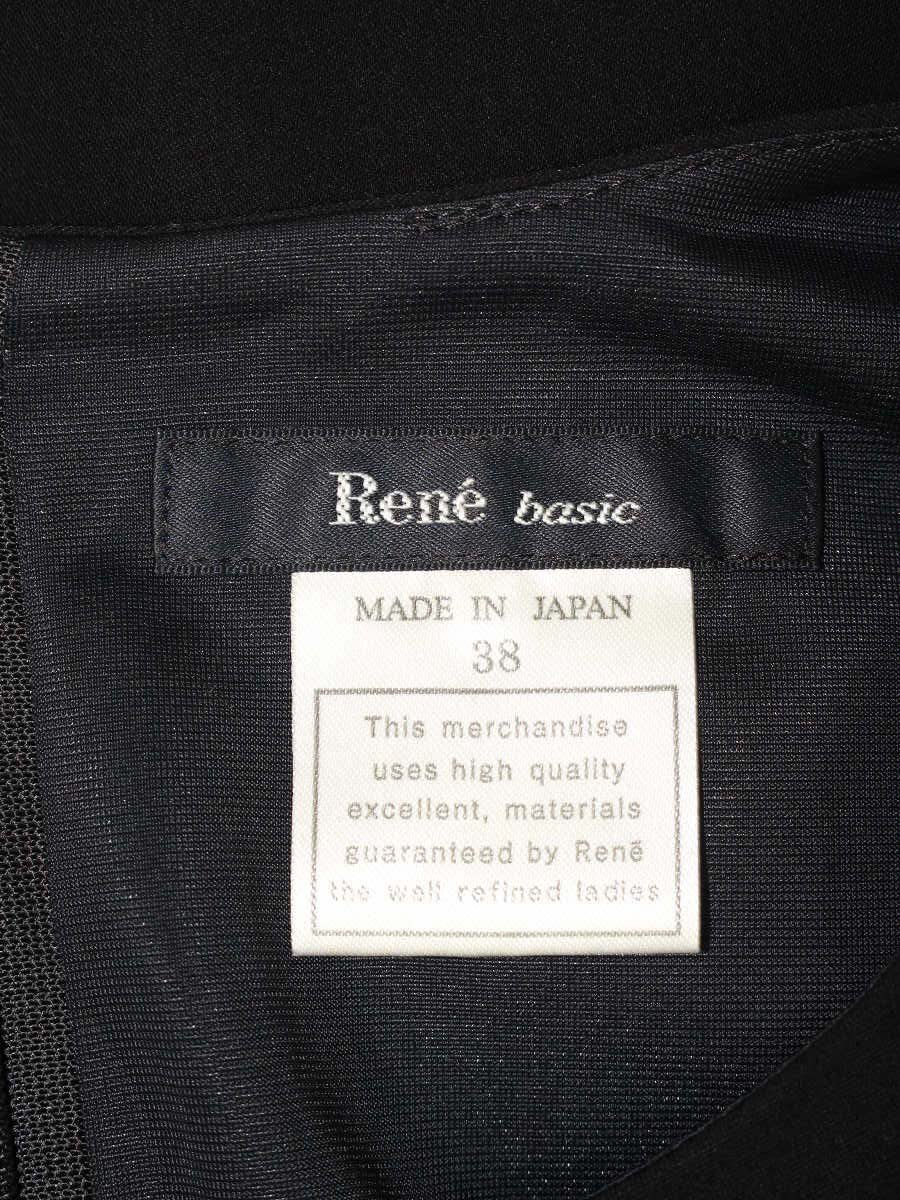 René basic
MADE IN JAPAN
38
This merchandise
uses high quality
excellent, materials
guaranteed by René
the well refined ladies